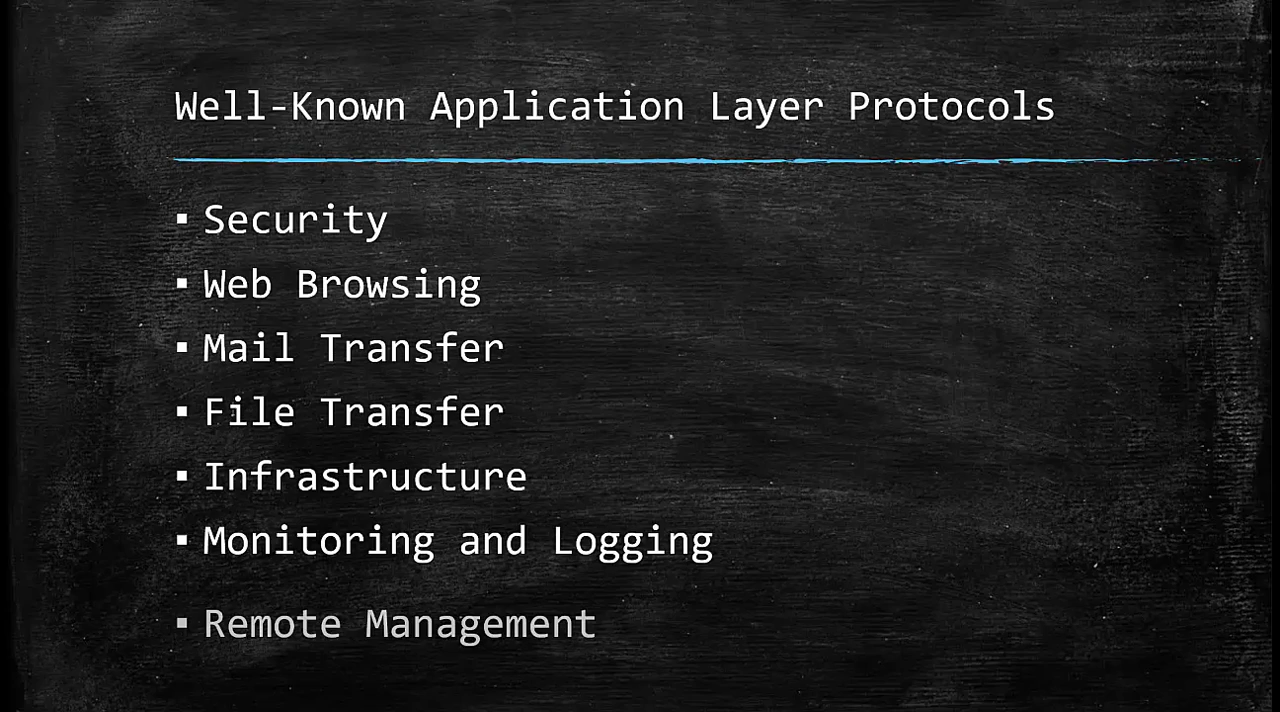 Well-Known Application Layer Protocols
▪ Security
▪ Web Browsing
▪ Mail Transfer
▪ File Transfer
▪ Infrastructure
▪ Monitoring and Logging
▪ Remote Management